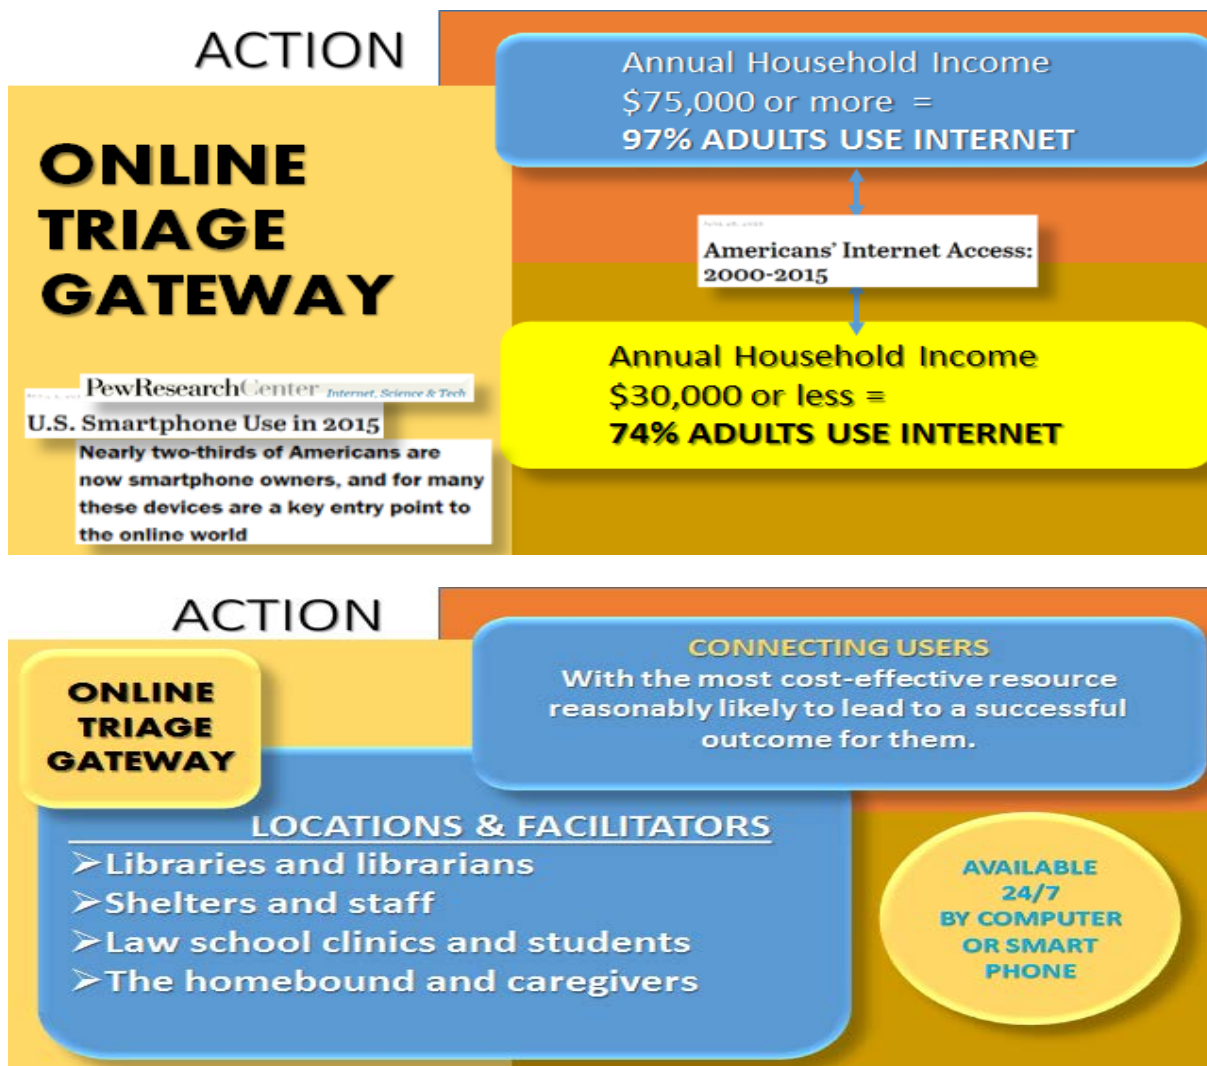 ACTION
ONLINE
TRIAGE
GATEWAY
PewResearchCenter Internet, Science & Tech
U.S. Smartphone Use in 2015
Nearly two-thirds of Americans are
now smartphone owners, and for many
these devices are a key entry point to
the online world
Annual Household Income
$75,000 or more =
97% ADULTS USE INTERNET
Americans’ Internet Access:
2000-2015
Annual Household Income
$30,000 or less =
74% ADULTS USE INTERNET
ACTION
ONLINE
TRIAGE
GATEWAY
CONNECTING USERS
With the most cost-effective resource
reasonably likely to lead to a successful
outcome for them.
LOCATIONS & FACILITATORS
➢Libraries and librarians
➢Shelters and staff
➢Law school clinics and students
➢The homebound and caregivers
AVAILABLE
24/7
BY COMPUTER
OR SMART
PHONE